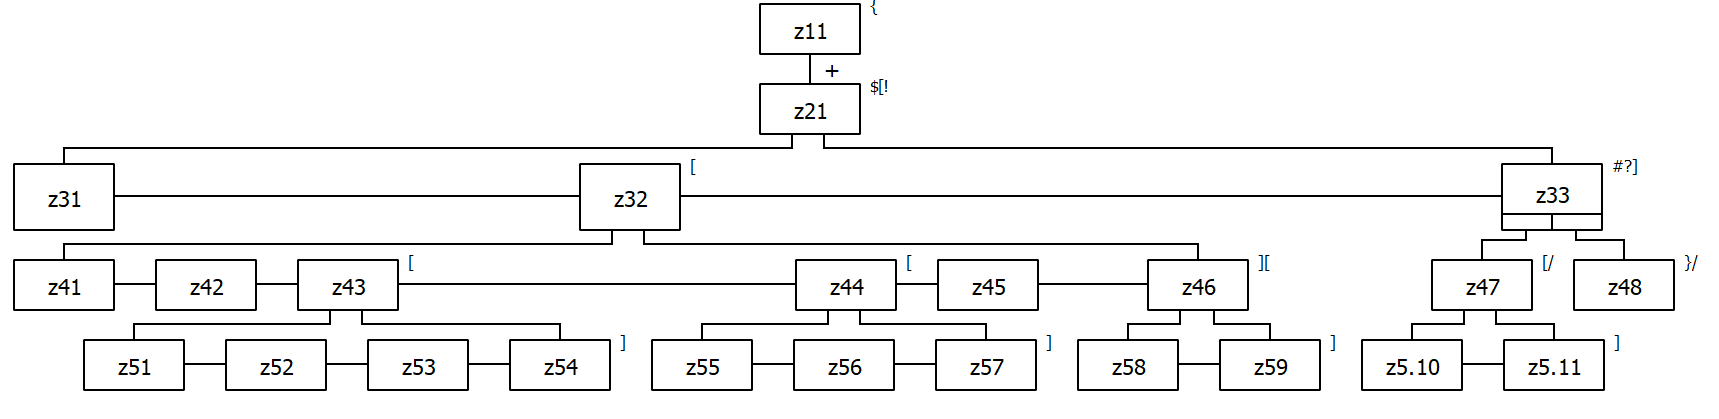 z11 {
+
z21 $[!
z31 z32 [ z33 #?]
z41 z42 z43 [ z44 [ z45 z46 ][ z47 [/ z48 }/
z51 z52 z53 z54 ] z55 z56 z57 ] z58 z59 ] z5.10 z5.11 ]